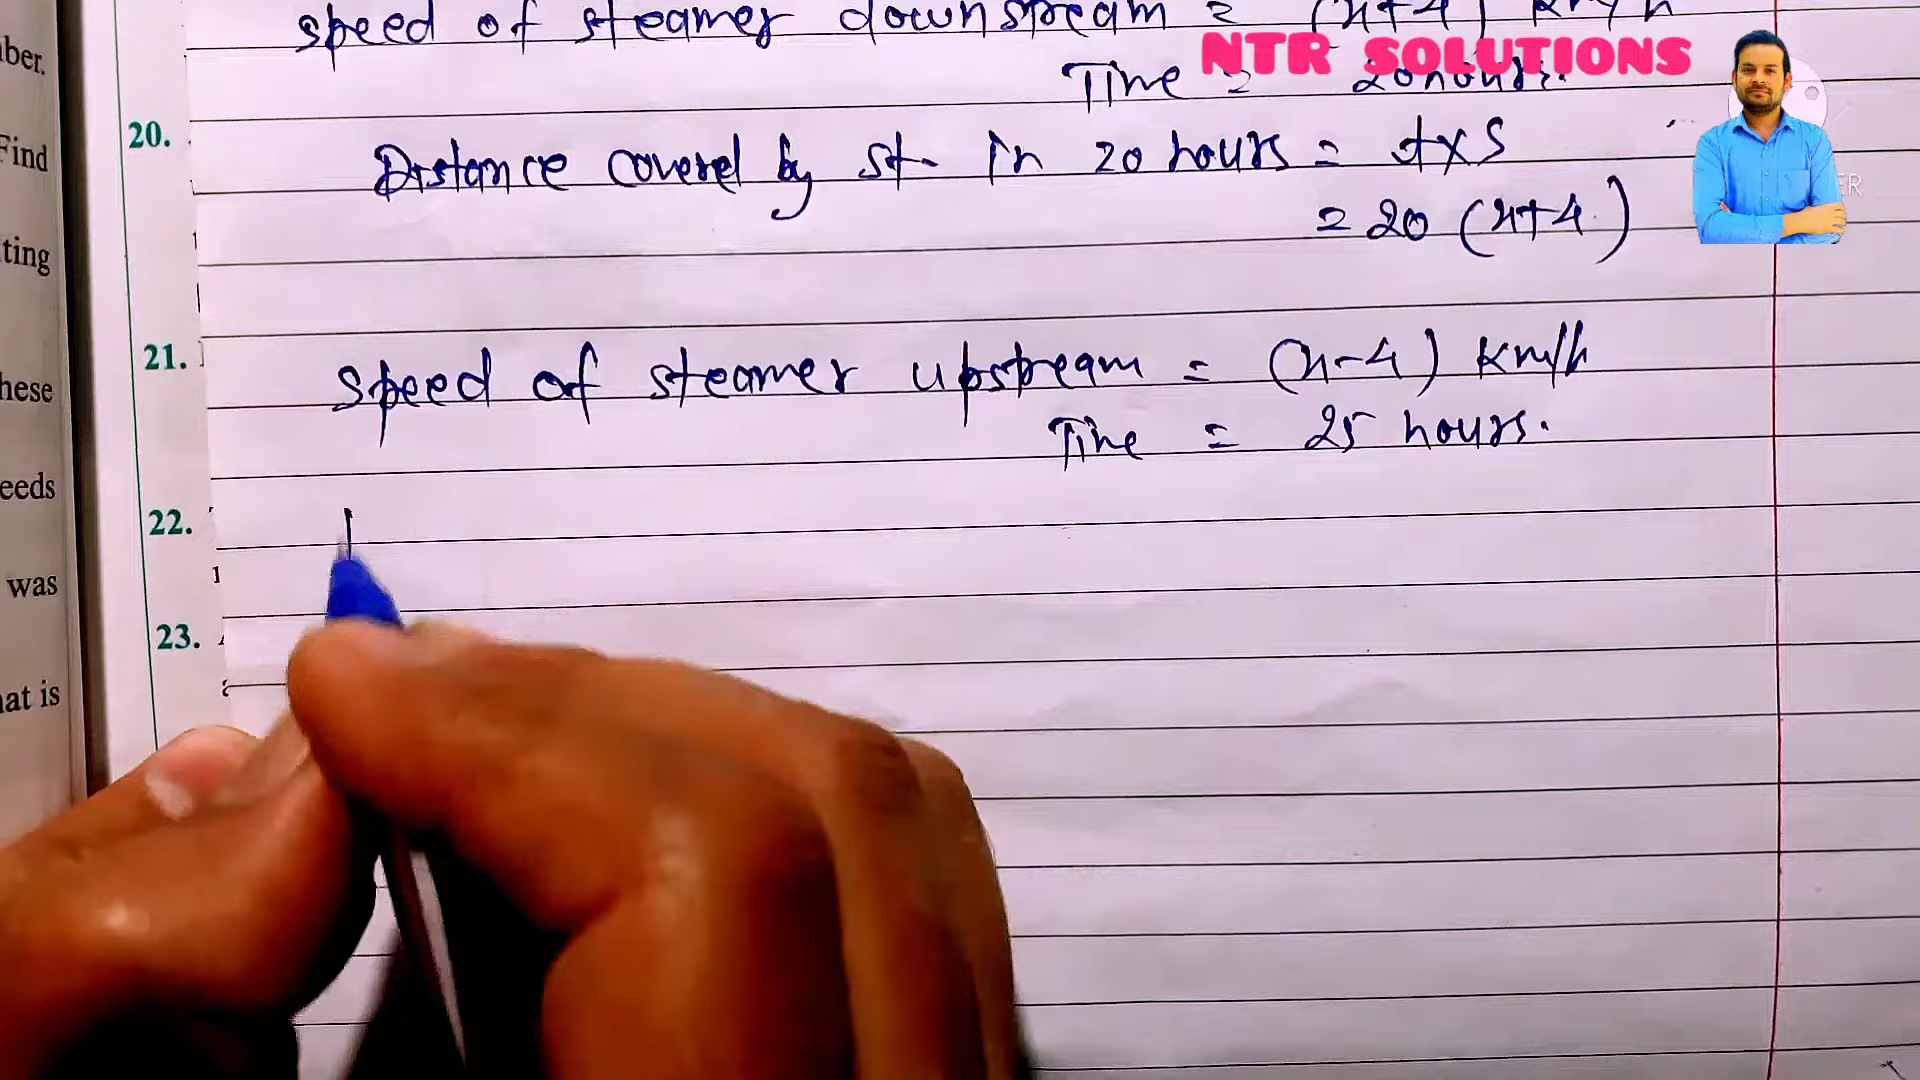 speed of steamer downstream = (x+4) km/h
NTR SOLUTIONS
Time = 20 hours.
20.
Distance covered by st. in 20 hours = t×s
= 20 (x+4)
21.
speed of steamer upstream = (x-4) km/h
Time = 25 hours.
22.
23.
ber.
Find
ting
hese
eeds
was
at is
ER